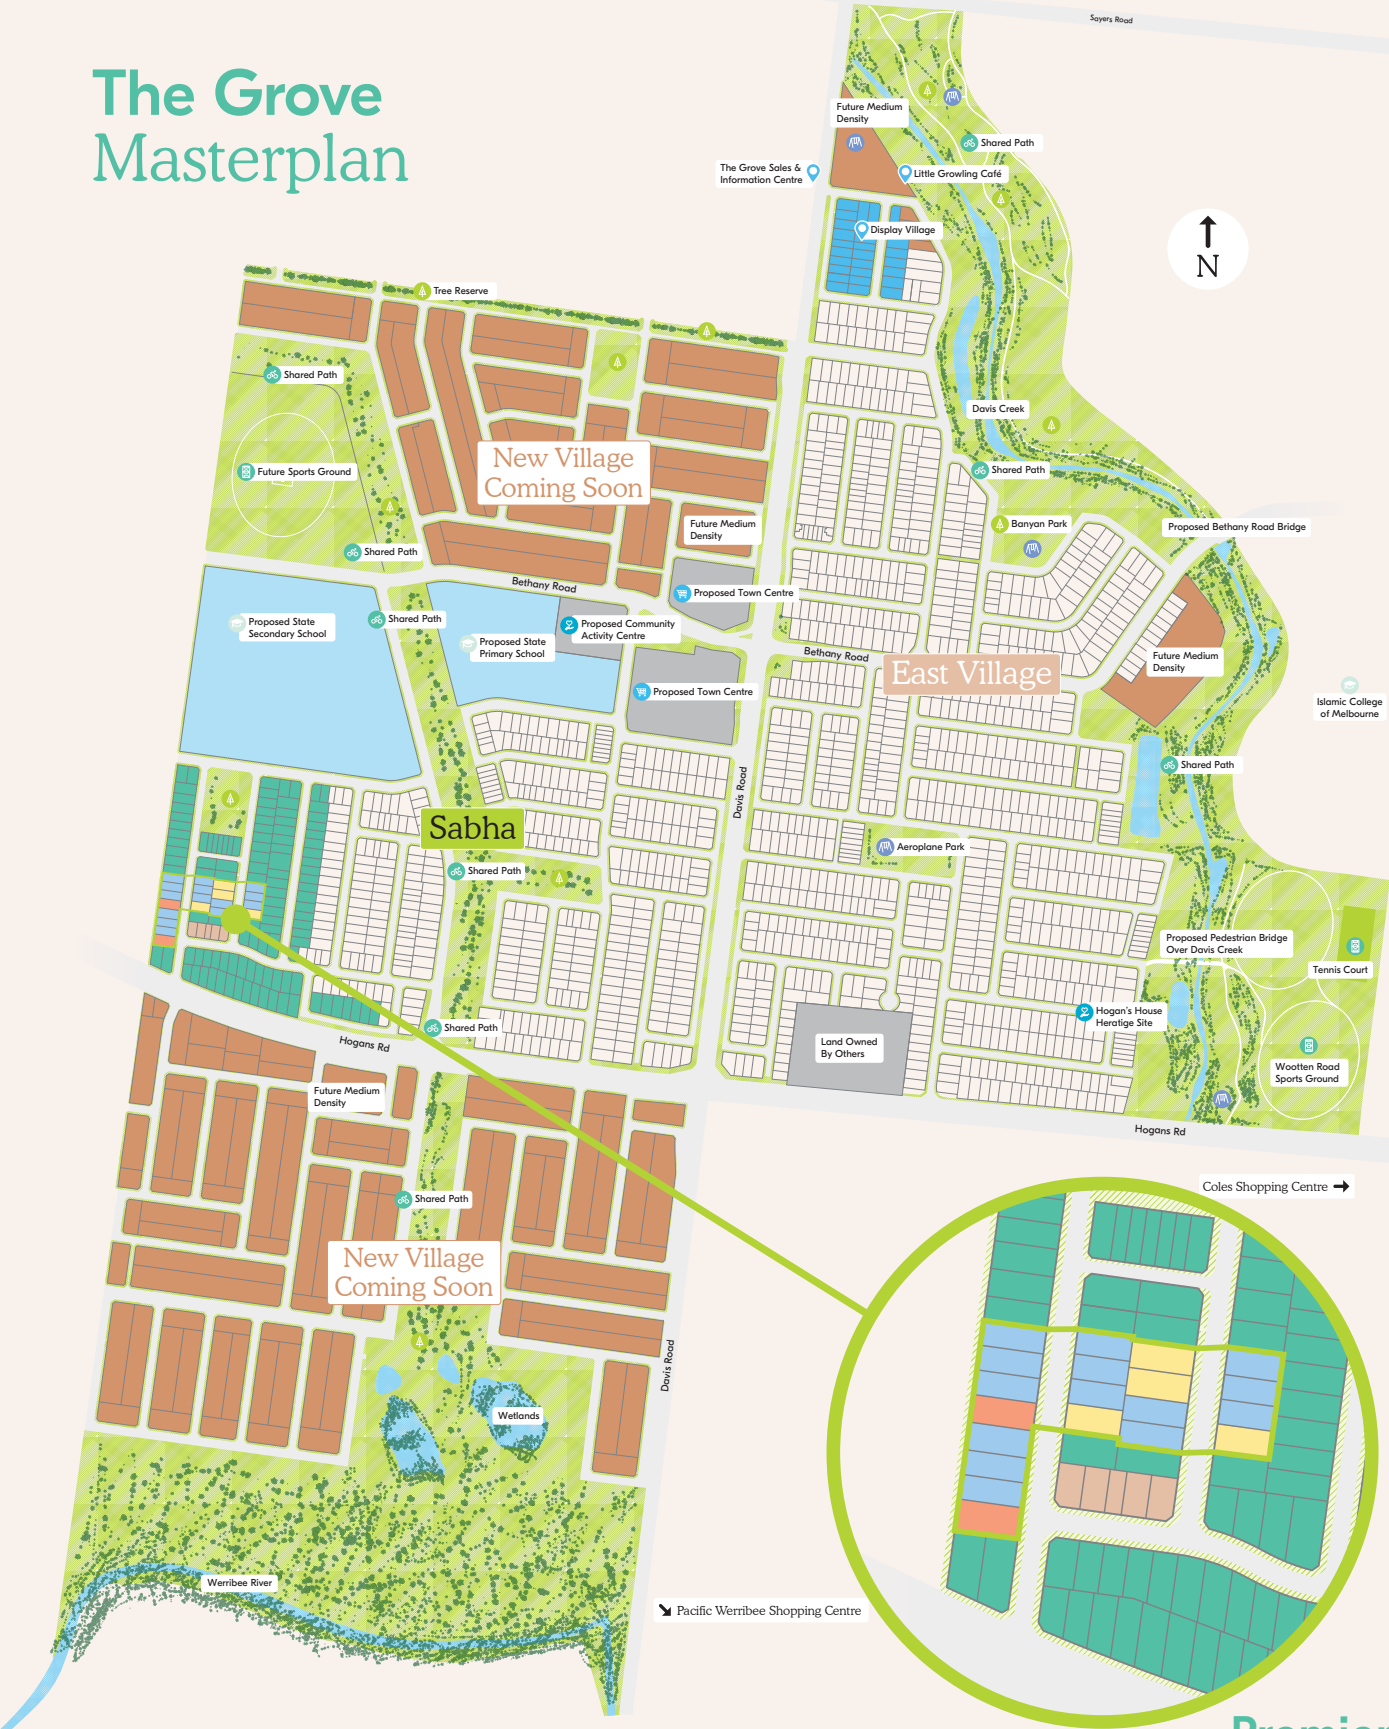 Sayers Road
The Grove
Masterplan
Future Medium
Density
Shared Path
The Grove Sales &
Information Centre
Little Growling Café
Display Village
N
Tree Reserve
Shared Path
Davis Creek
Future Sports Ground
New Village
Coming Soon
Shared Path
Future Medium
Density
Banyan Park
Proposed Bethany Road Bridge
Shared Path
Bethany Road
Proposed Town Centre
Proposed State
Secondary School
Shared Path
Proposed Community
Activity Centre
Proposed State
Primary School
Bethany Road
East Village
Future Medium
Density
Proposed Town Centre
Islamic College
of Melbourne
Shared Path
Davis Road
Sabha
Aeroplane Park
Shared Path
Proposed Pedestrian Bridge
Over Davis Creek
Tennis Court
Hogan's House
Heratige Site
Shared Path
Hogans Rd
Land Owned
By Others
Wootten Road
Sports Ground
Future Medium
Density
Hogans Rd
Coles Shopping Centre
Shared Path
New Village
Coming Soon
Davis Road
Wetlands
Werribee River
Pacific Werribee Shopping Centre